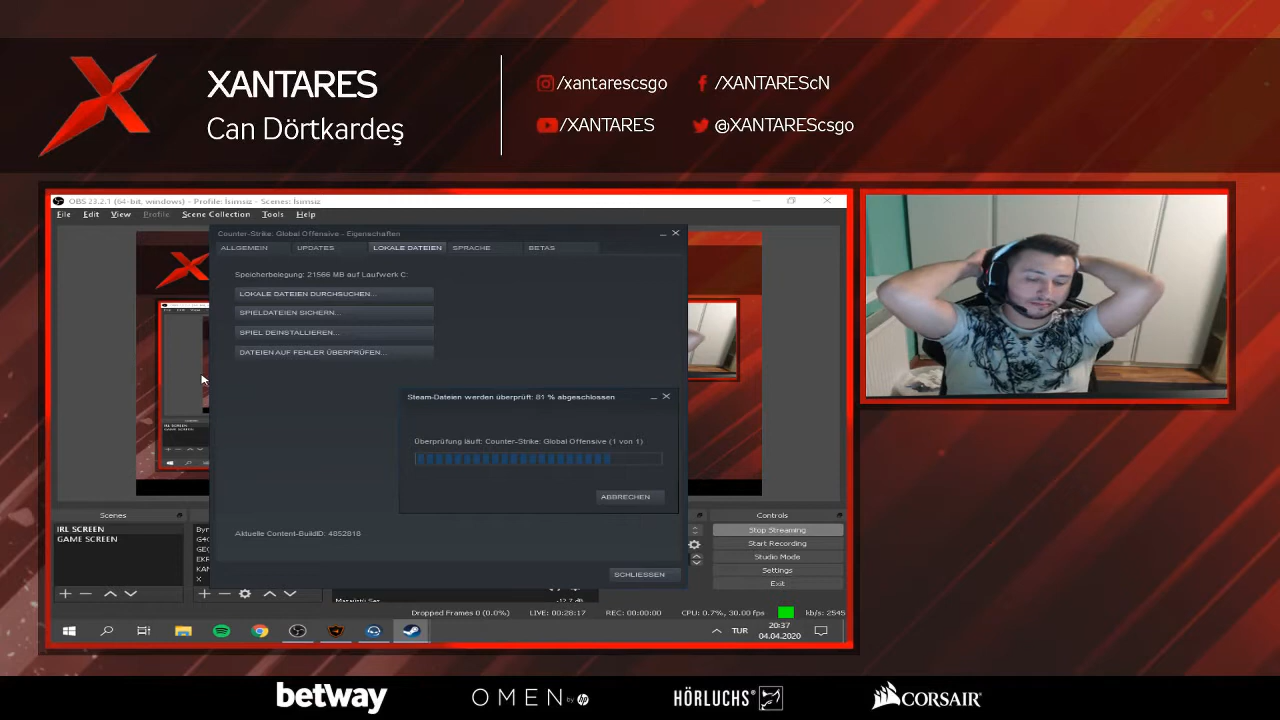 XANTARES
Can Dörtkardeş
/xantarescsgo
/XANTAREScN
/XANTARES
@XANTAREScsgo
OBS 23.2.1 (64-bit, windows) - Profile: İsimsiz - Scenes: İsimsiz
File Edit View Profile Scene Collection Tools Help
Counter-Strike: Global Offensive - Eigenschaften
ALLGEMEIN UPDATES LOKALE DATEIEN SPRACHE BETAS
Speicherbelegung: 21566 MB auf Laufwerk C:
LOKALE DATEIEN DURCHSUCHEN...
SPIELDATEIEN SICHERN...
SPIEL DEINSTALLIEREN...
DATEIEN AUF FEHLER ÜBERPRÜFEN...
Steam-Dateien werden überprüft: 81 % abgeschlossen
Überprüfung läuft: Counter-Strike: Global Offensive (1 von 1)
ABBRECHEN
Aktuelle Content-BuildID: 4852818
SCHLIESSEN
Scenes
IRL SCREEN
GAME SCREEN
Controls
Stop Streaming
Start Recording
Studio Mode
Settings
Exit
Dropped Frames 0 (0.0%) LIVE: 00:28:17 REC: 00:00:00 CPU: 0.7%, 30.00 fps kb/s: 2545
TUR
20:37
04.04.2020
betway
OMEN by hp
HÖRLUCHS®
CORSAIR